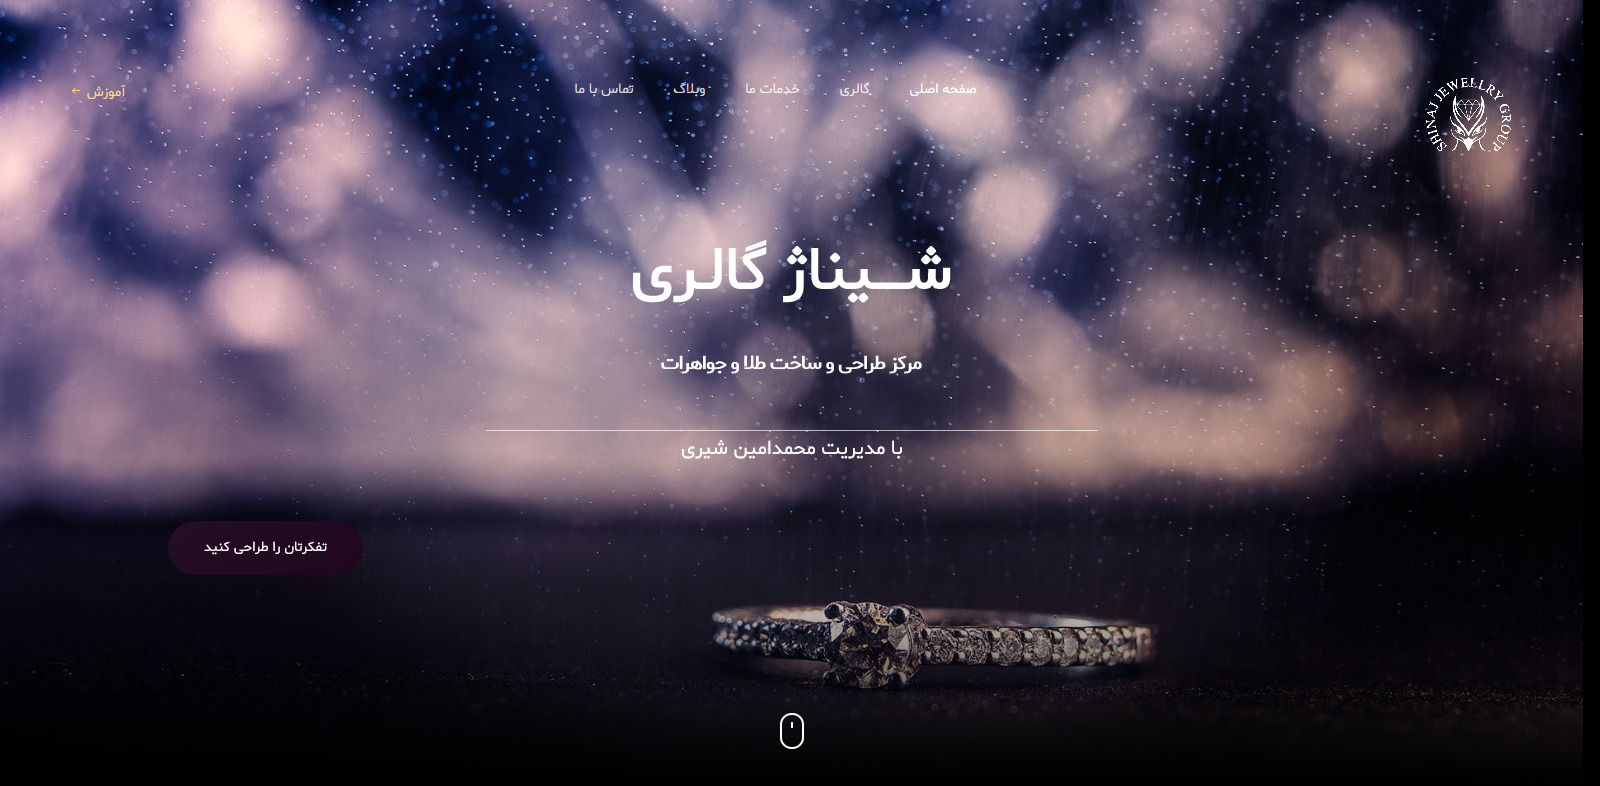 SHINAJ JEWELLRY GROUP
صفحه اصلی
گالری
خدمات ما
وبلاگ
تماس با ما
آموزش ←
شـــیناژ گالـری
مرکز طراحی و ساخت طلا و جواهرات
با مدیریت محمدامین شیری
تفکرتان را طراحی کنید